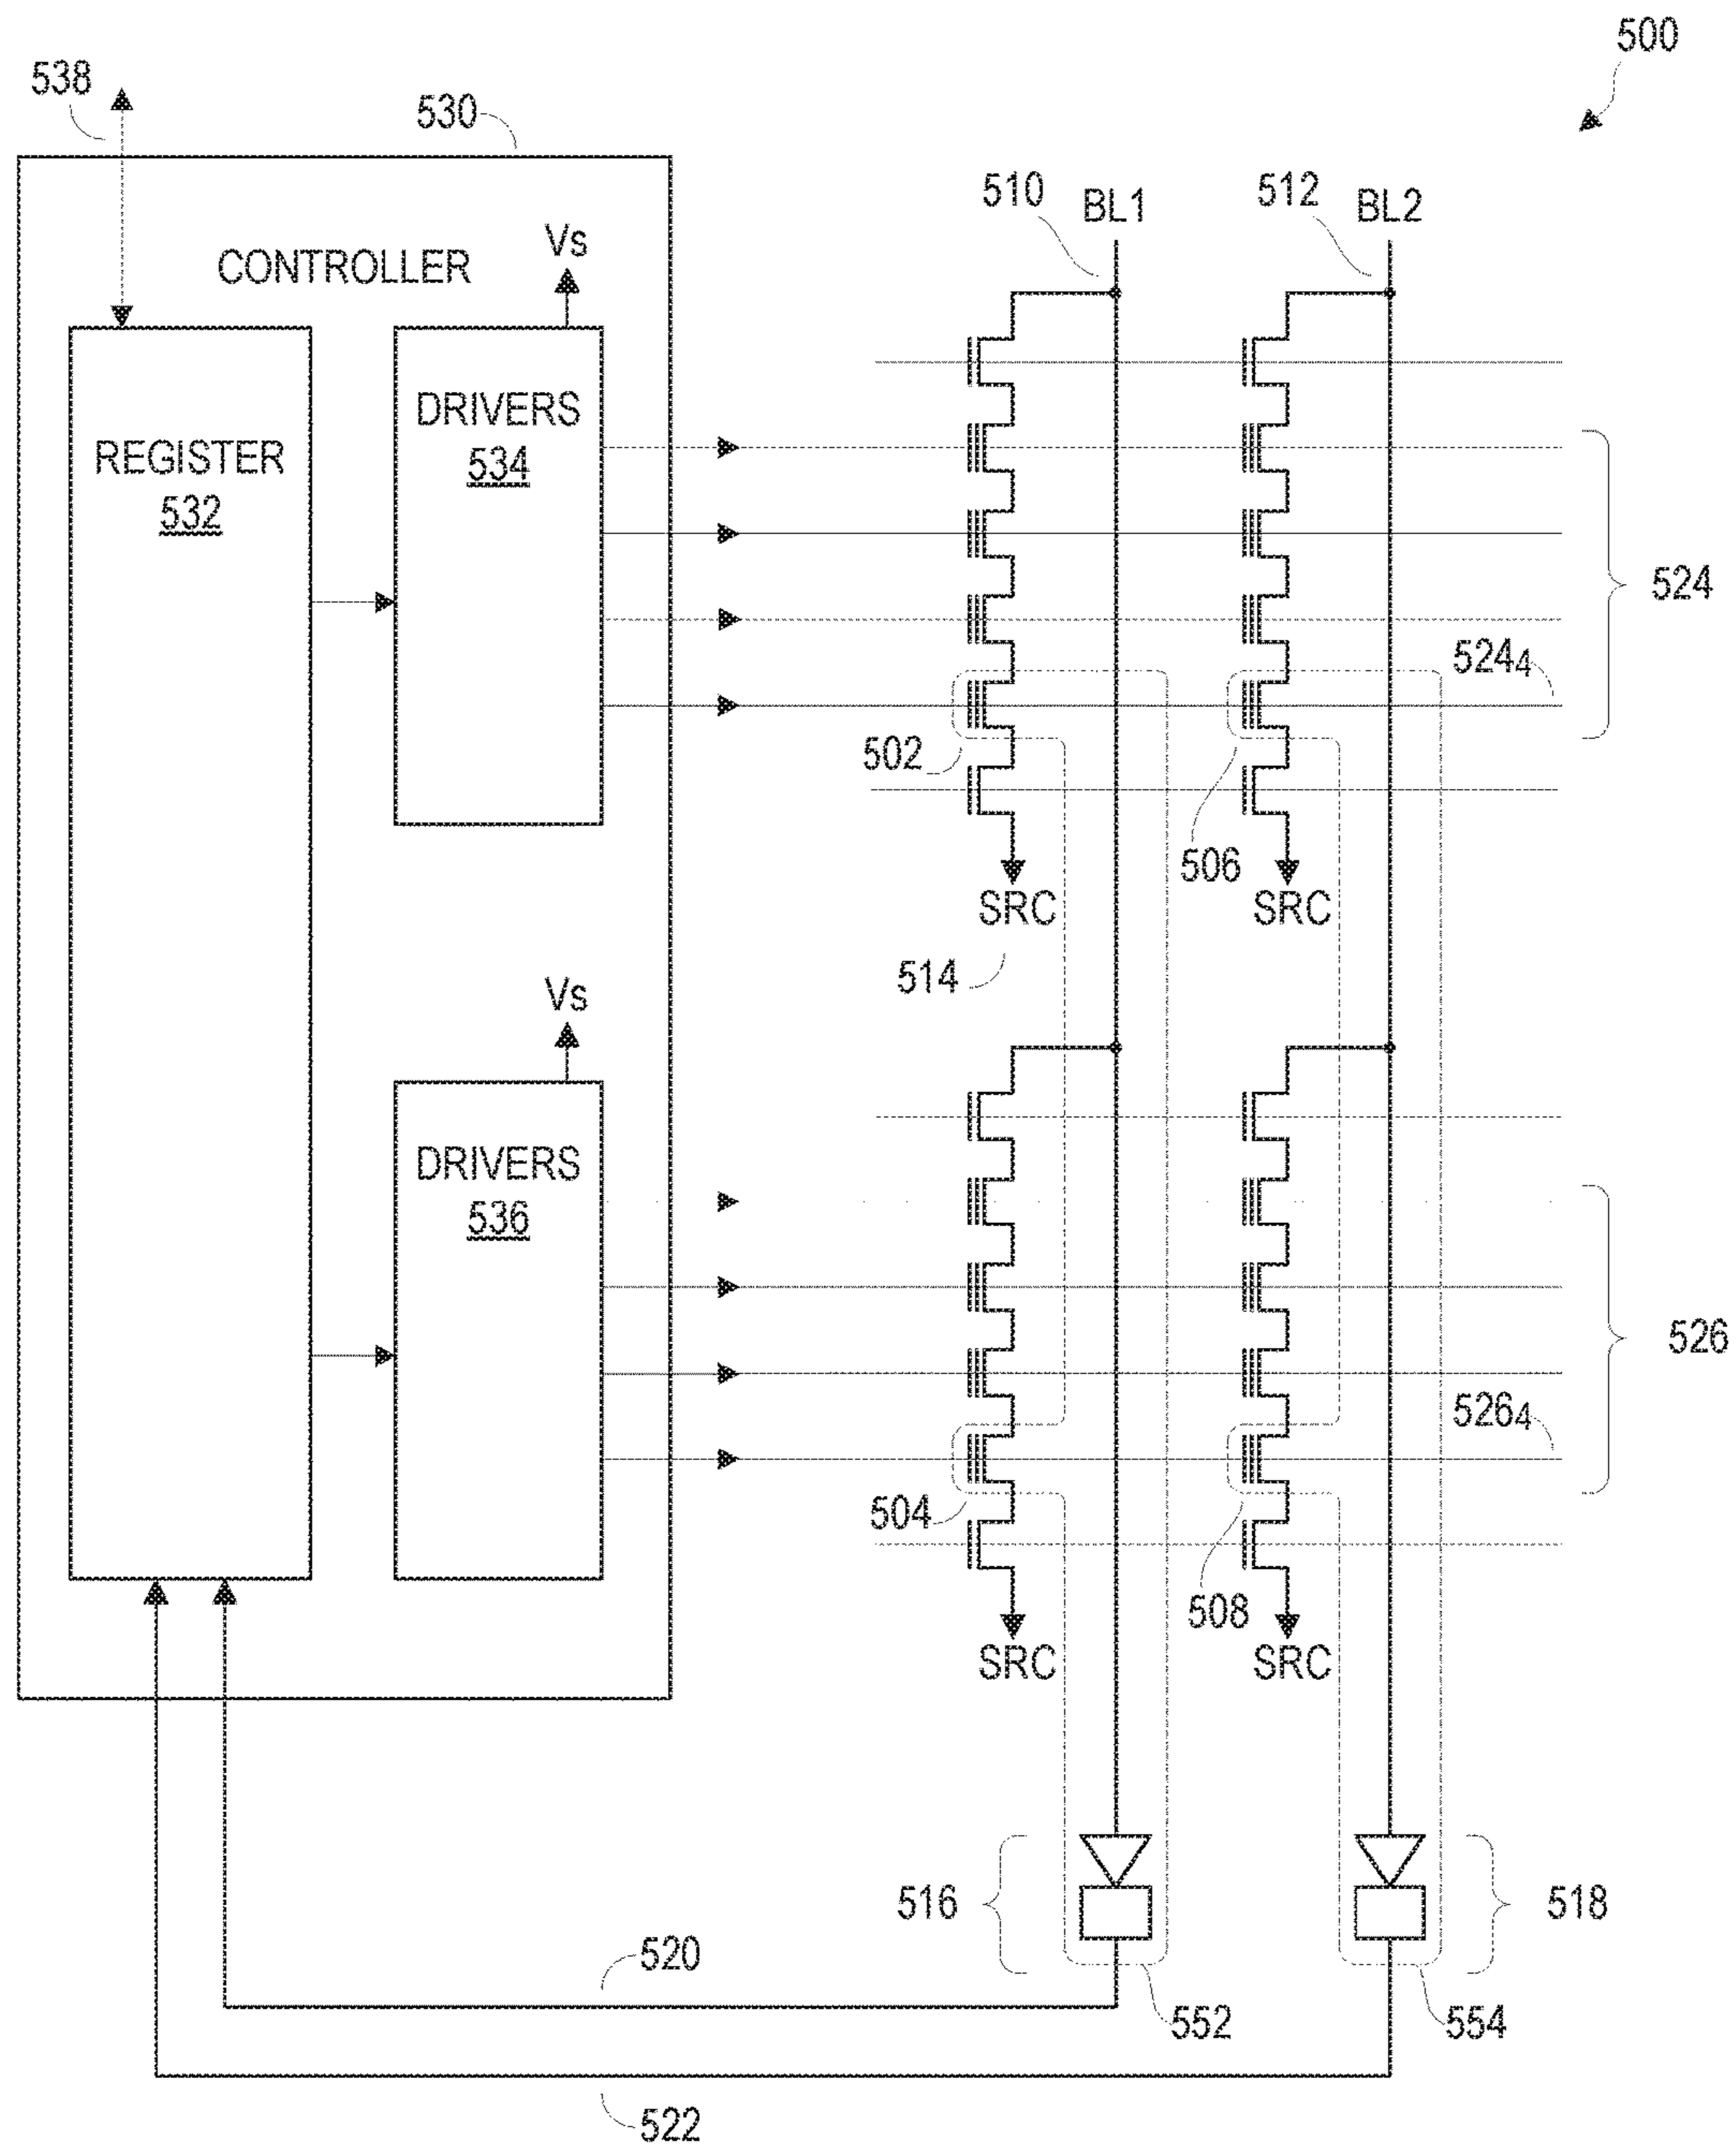 500
538
530
510 BL1 512 BL2
Vs
CONTROLLER
DRIVERS
534
REGISTER
532
524
524₄
502
506
SRC SRC
514
Vs
DRIVERS
536
526
526₄
504
508
SRC SRC
516 518
520
552 554
522